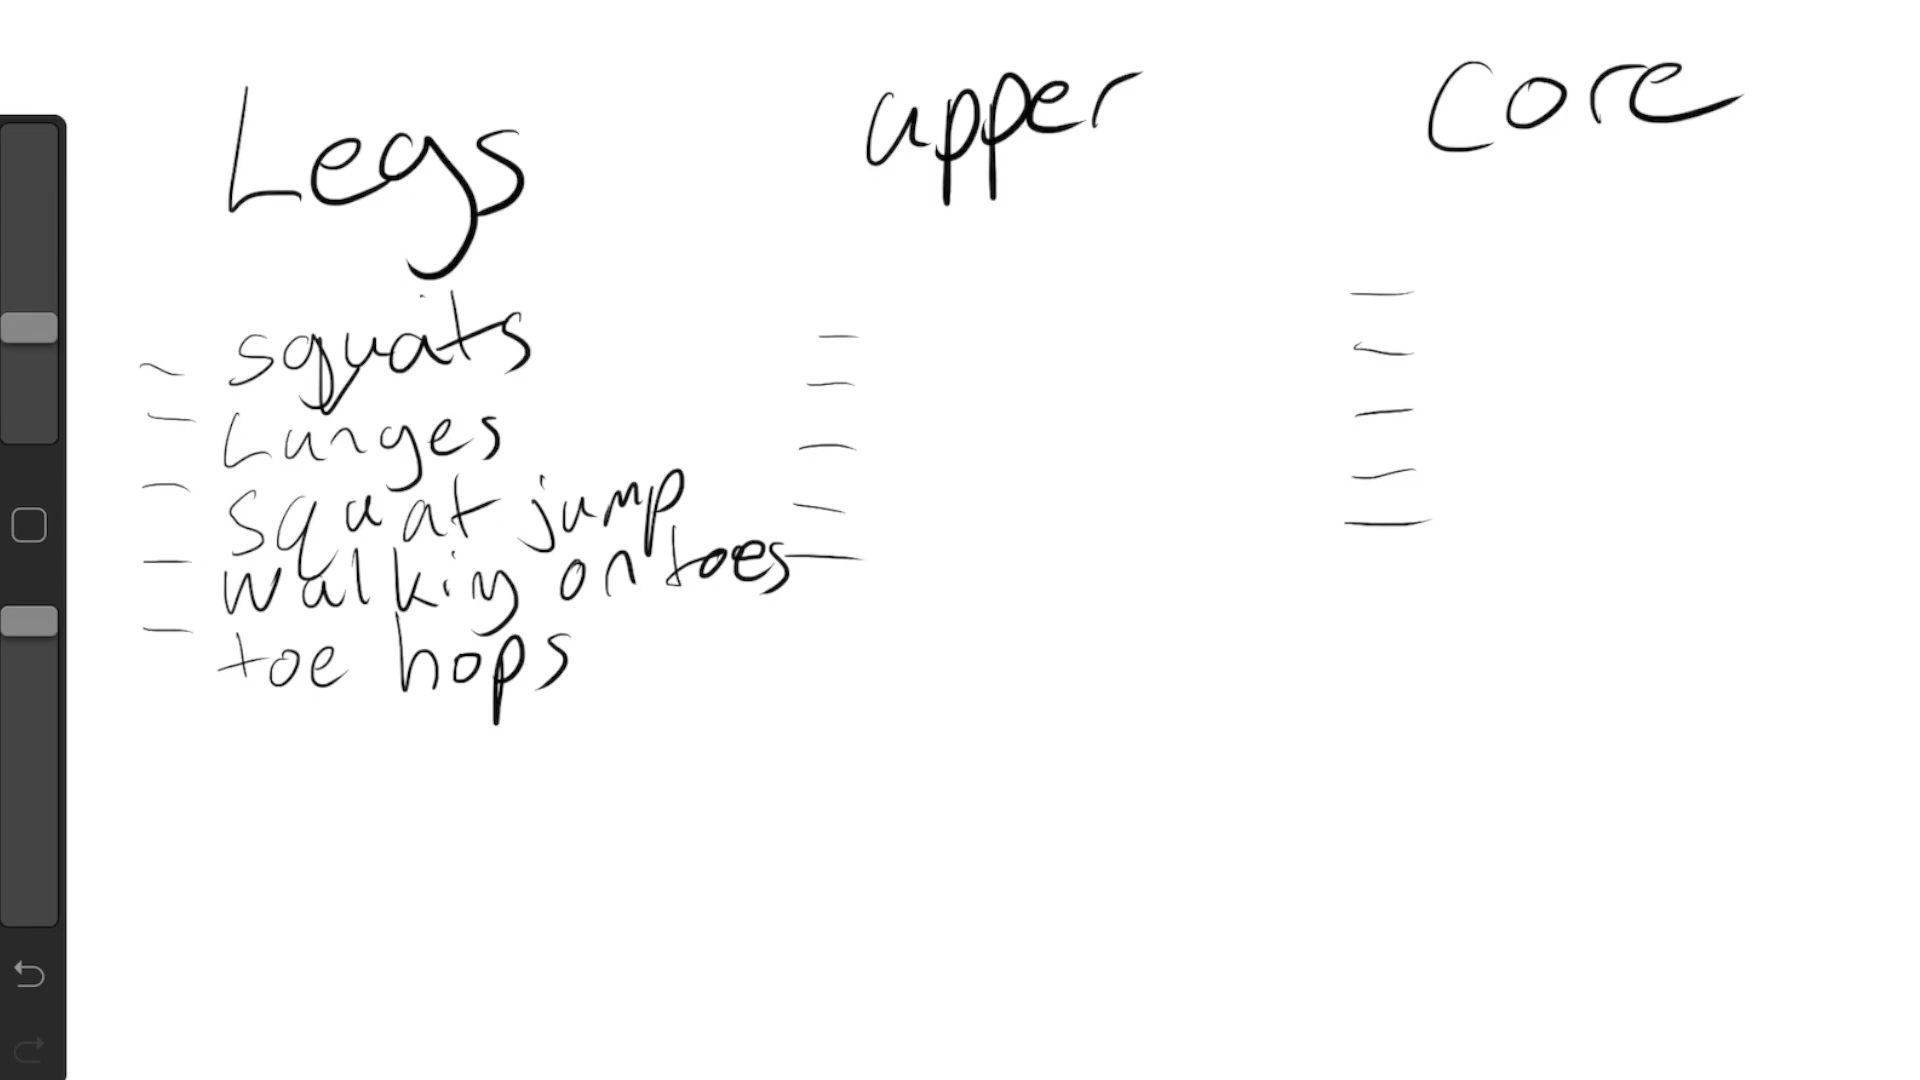 Legs
upper
core
- squats
- Lunges
- squat jump
- walking on toes
- toe hops
-
-
-
-
-
-
-
-
-
-